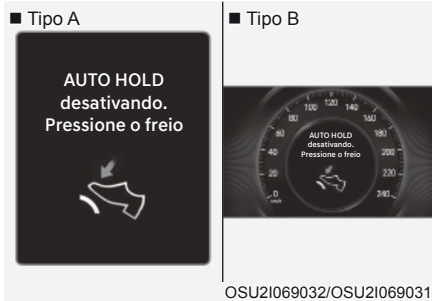 ■ Tipo A
AUTO HOLD
desativando.
Pressione o freio
■ Tipo B
100 120 140
80 160
60 180
40 200
20 220
0 240
km/h
AUTO HOLD
desativando.
Pressione o freio
OSU2I069032/OSU2I069031